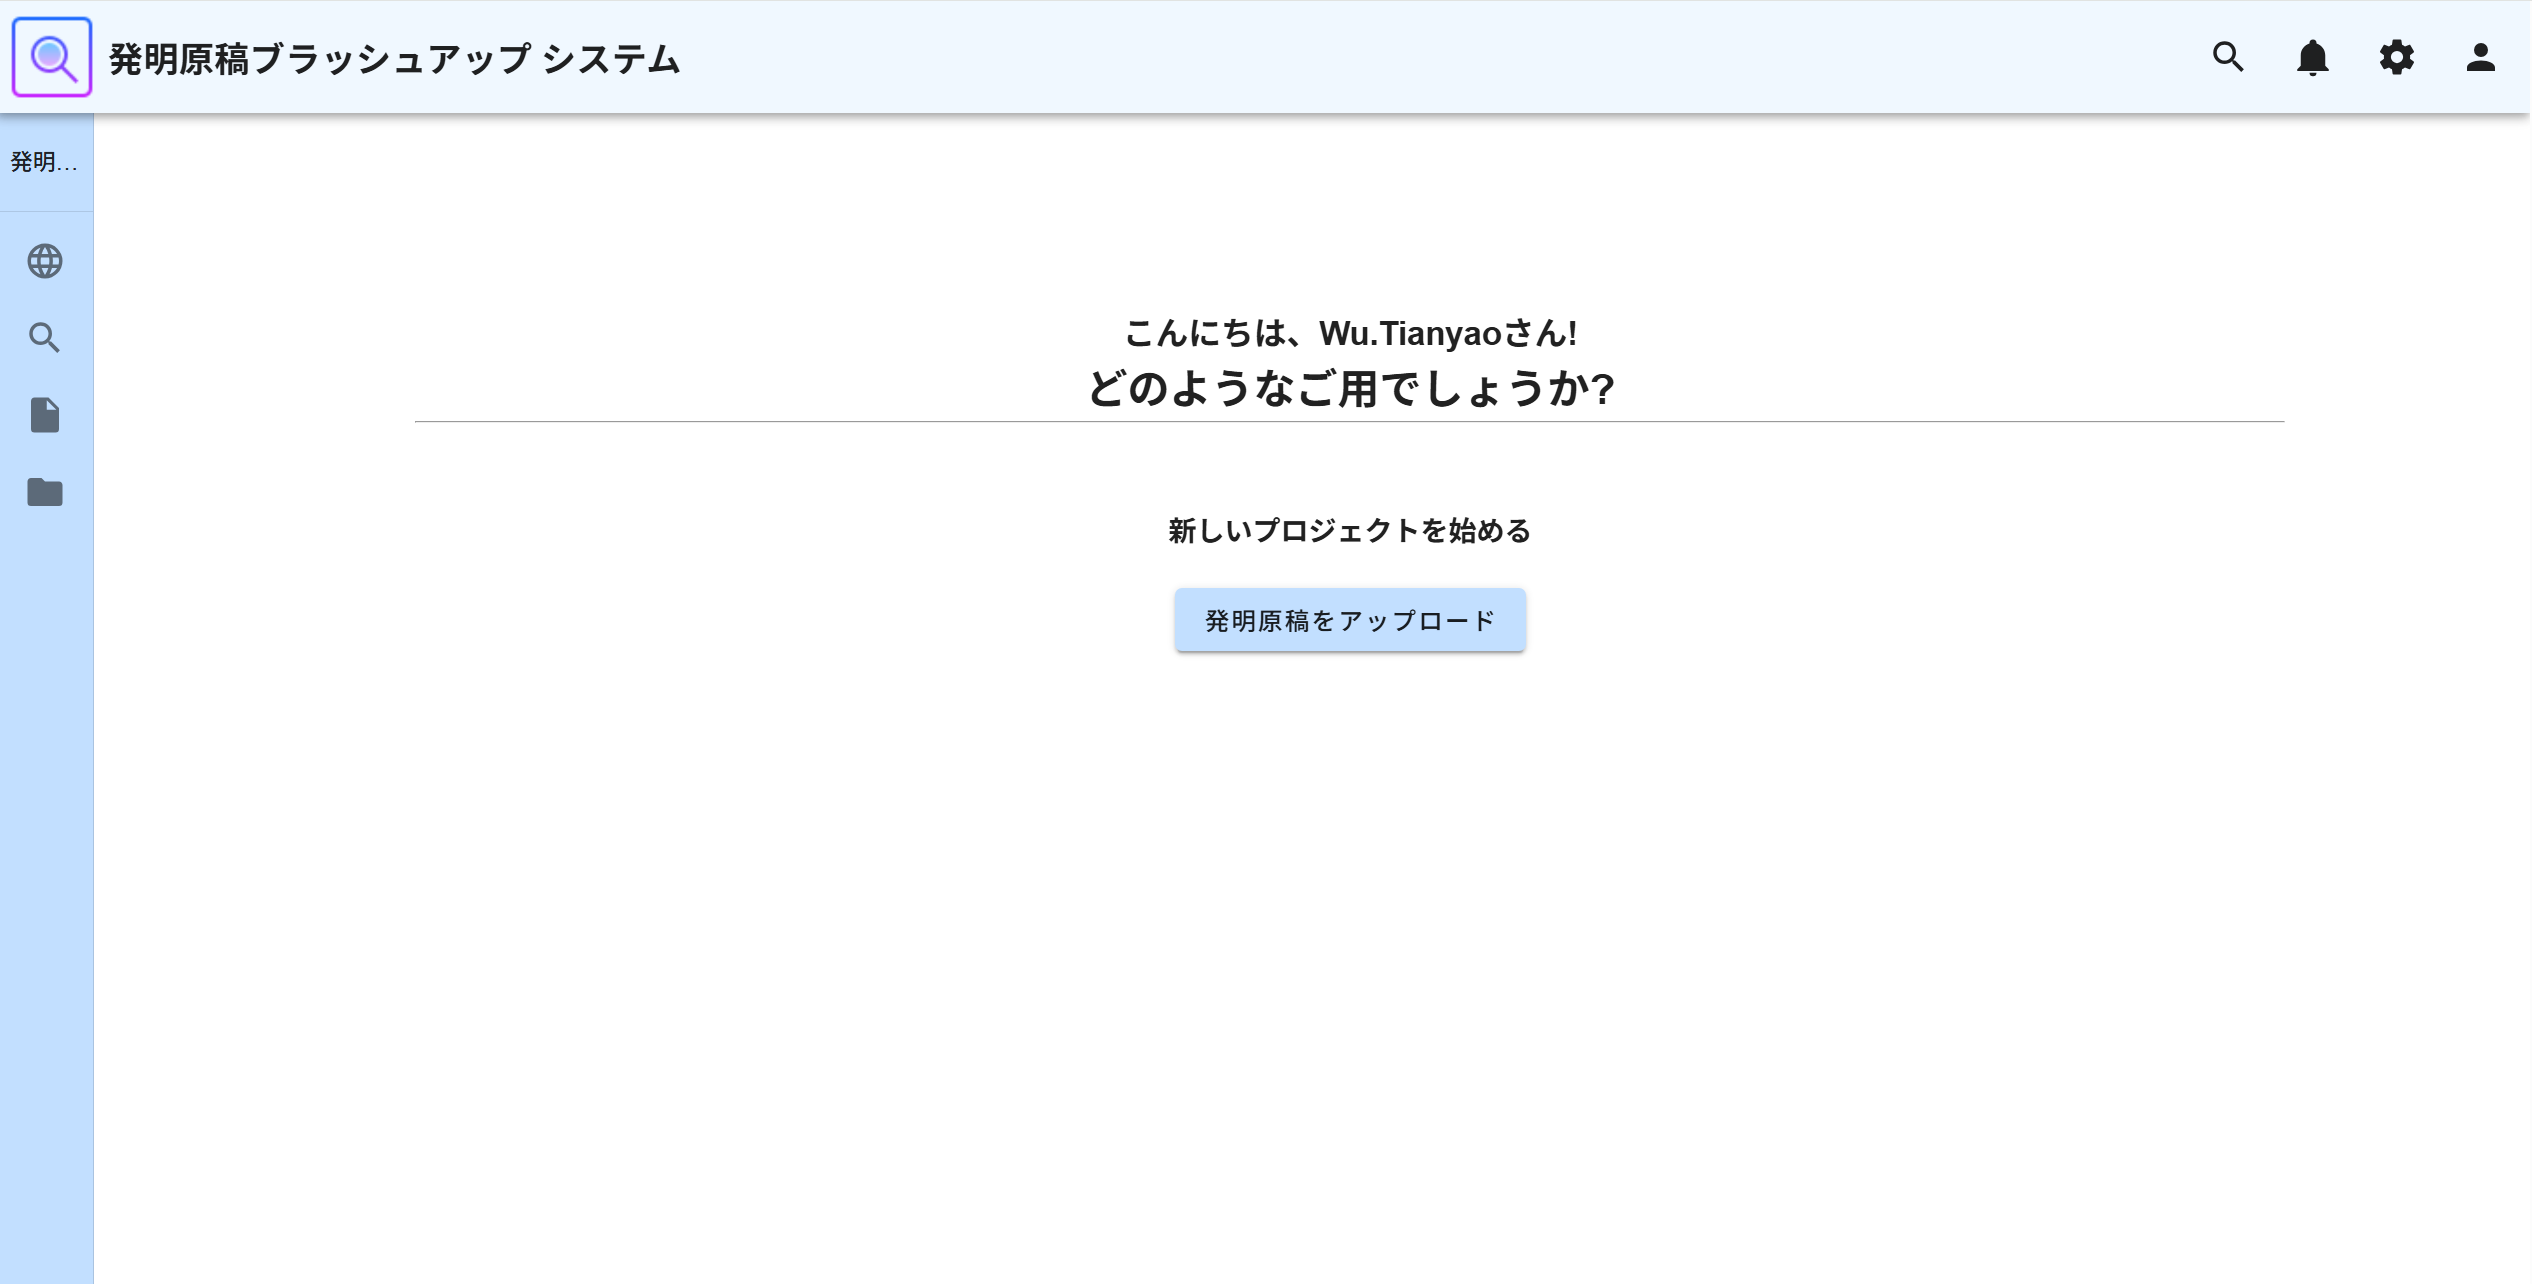 発明原稿ブラッシュアップ システム
発明...
こんにちは、Wu.Tianyaoさん!
どのようなご用でしょうか?
新しいプロジェクトを始める
発明原稿をアップロード